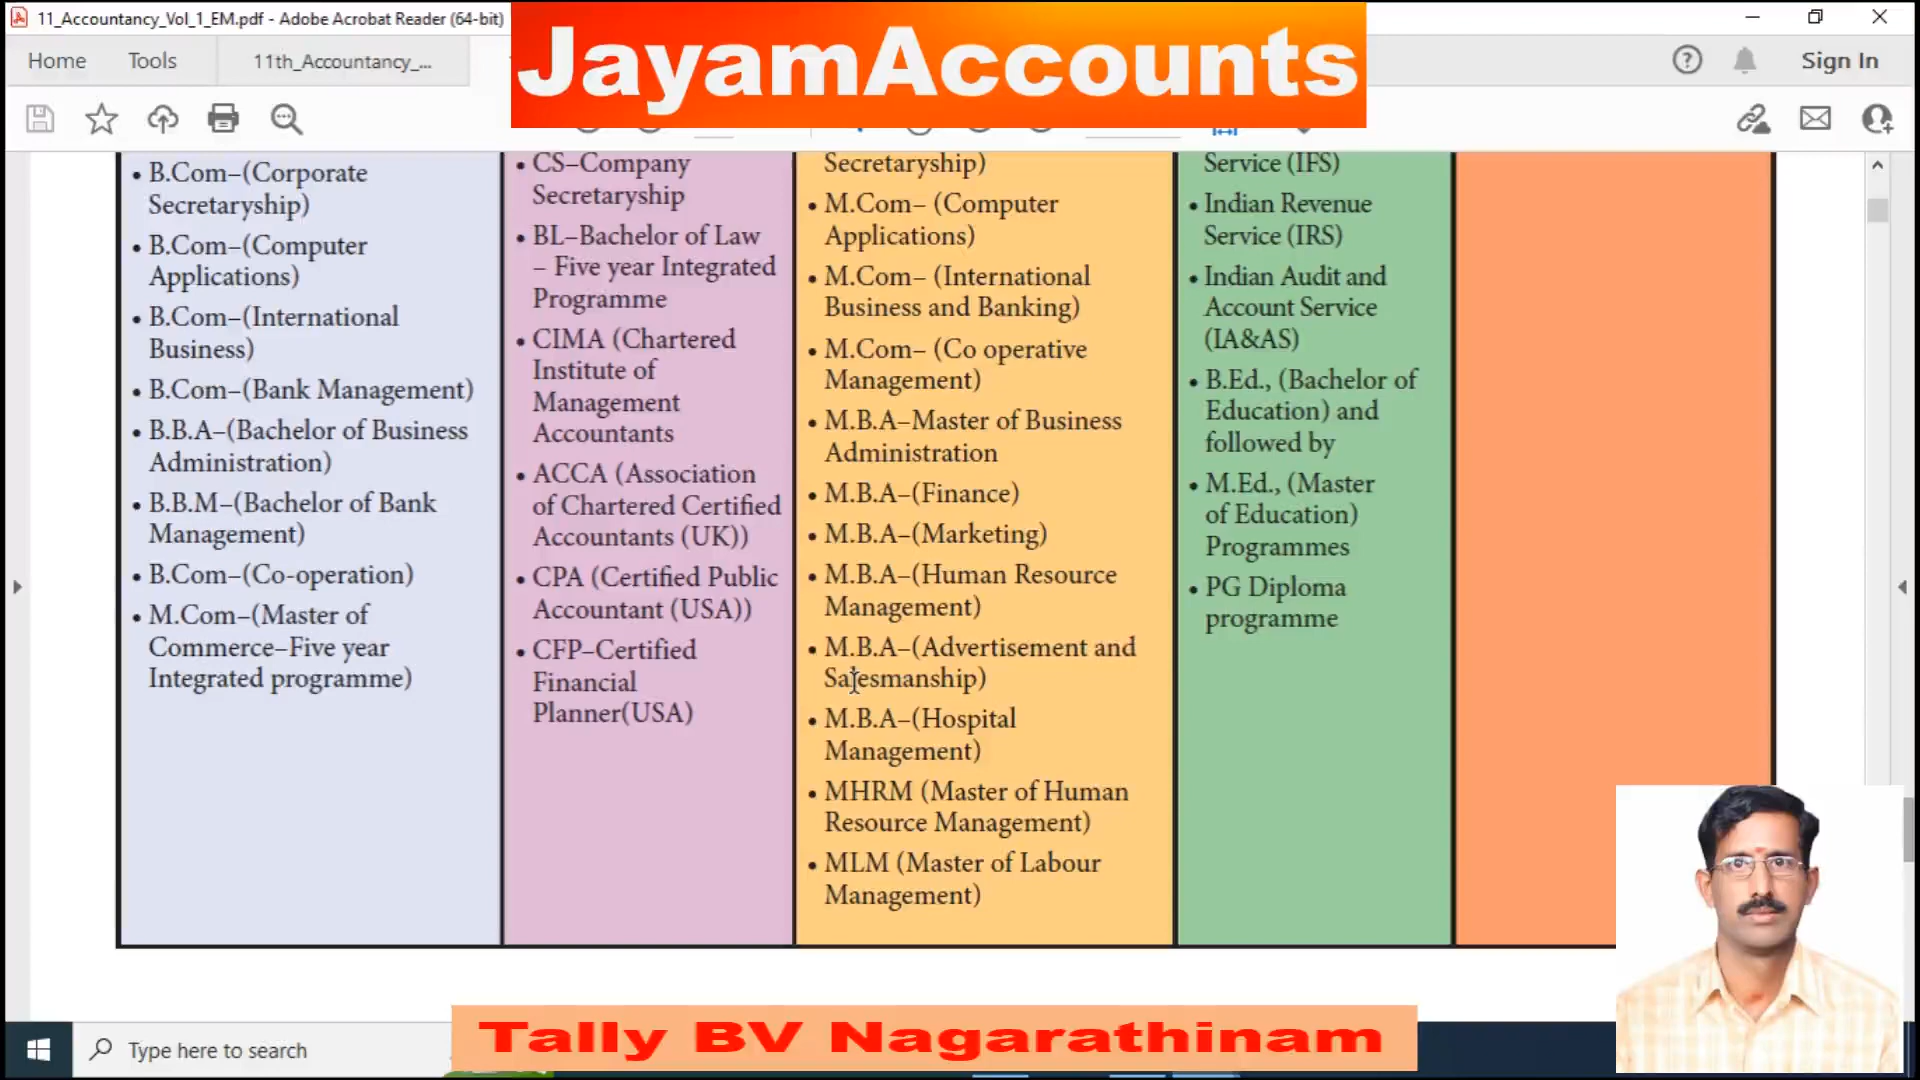 11_Accountancy_Vol_1_EM.pdf - Adobe Acrobat Reader (64-bit)
JayamAccounts
Home
Tools
11th_Accountancy_...
Sign In
• B.Com–(Corporate
Secretaryship)
• B.Com–(Computer
Applications)
• B.Com–(International
Business)
• B.Com–(Bank Management)
• B.B.A–(Bachelor of Business
Administration)
• B.B.M–(Bachelor of Bank
Management)
• B.Com–(Co-operation)
• M.Com–(Master of
Commerce–Five year
Integrated programme)
• CS–Company
Secretaryship
• BL–Bachelor of Law
– Five year Integrated
Programme
• CIMA (Chartered
Institute of
Management
Accountants
• ACCA (Association
of Chartered Certified
Accountants (UK))
• CPA (Certified Public
Accountant (USA))
• CFP–Certified
Financial
Planner(USA)
Secretaryship)
• M.Com– (Computer
Applications)
• M.Com– (International
Business and Banking)
• M.Com– (Co operative
Management)
• M.B.A–Master of Business
Administration
• M.B.A–(Finance)
• M.B.A–(Marketing)
• M.B.A–(Human Resource
Management)
• M.B.A–(Advertisement and
Salesmanship)
• M.B.A–(Hospital
Management)
• MHRM (Master of Human
Resource Management)
• MLM (Master of Labour
Management)
Service (IFS)
• Indian Revenue
Service (IRS)
• Indian Audit and
Account Service
(IA&AS)
• B.Ed., (Bachelor of
Education) and
followed by
• M.Ed., (Master
of Education)
Programmes
• PG Diploma
programme
Type here to search
Tally BV Nagarathinam